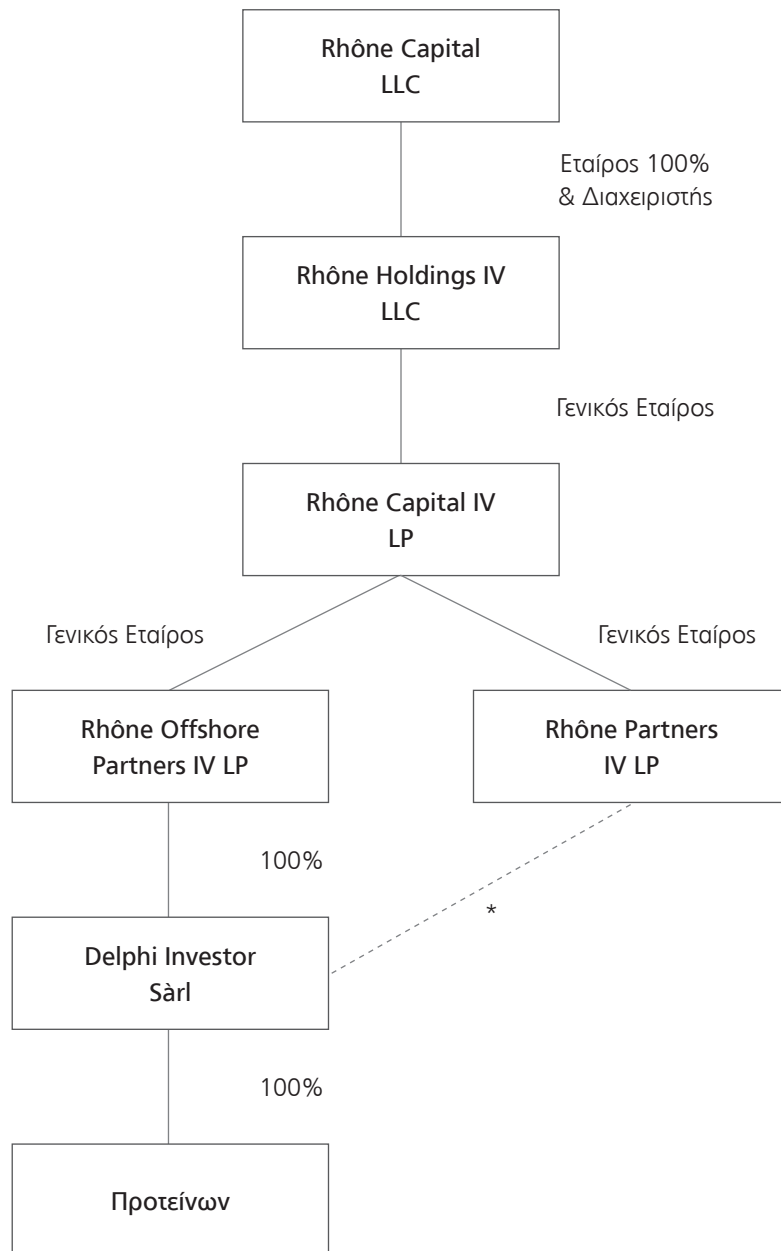 Rhône Capital
LLC
Εταίρος 100%
& Διαχειριστής
Rhône Holdings IV
LLC
Γενικός Εταίρος
Rhône Capital IV
LP
Γενικός Εταίρος
Γενικός Εταίρος
Rhône Offshore
Partners IV LP
Rhône Partners
IV LP
100%
*
Delphi Investor
Sàrl
100%
Προτείνων